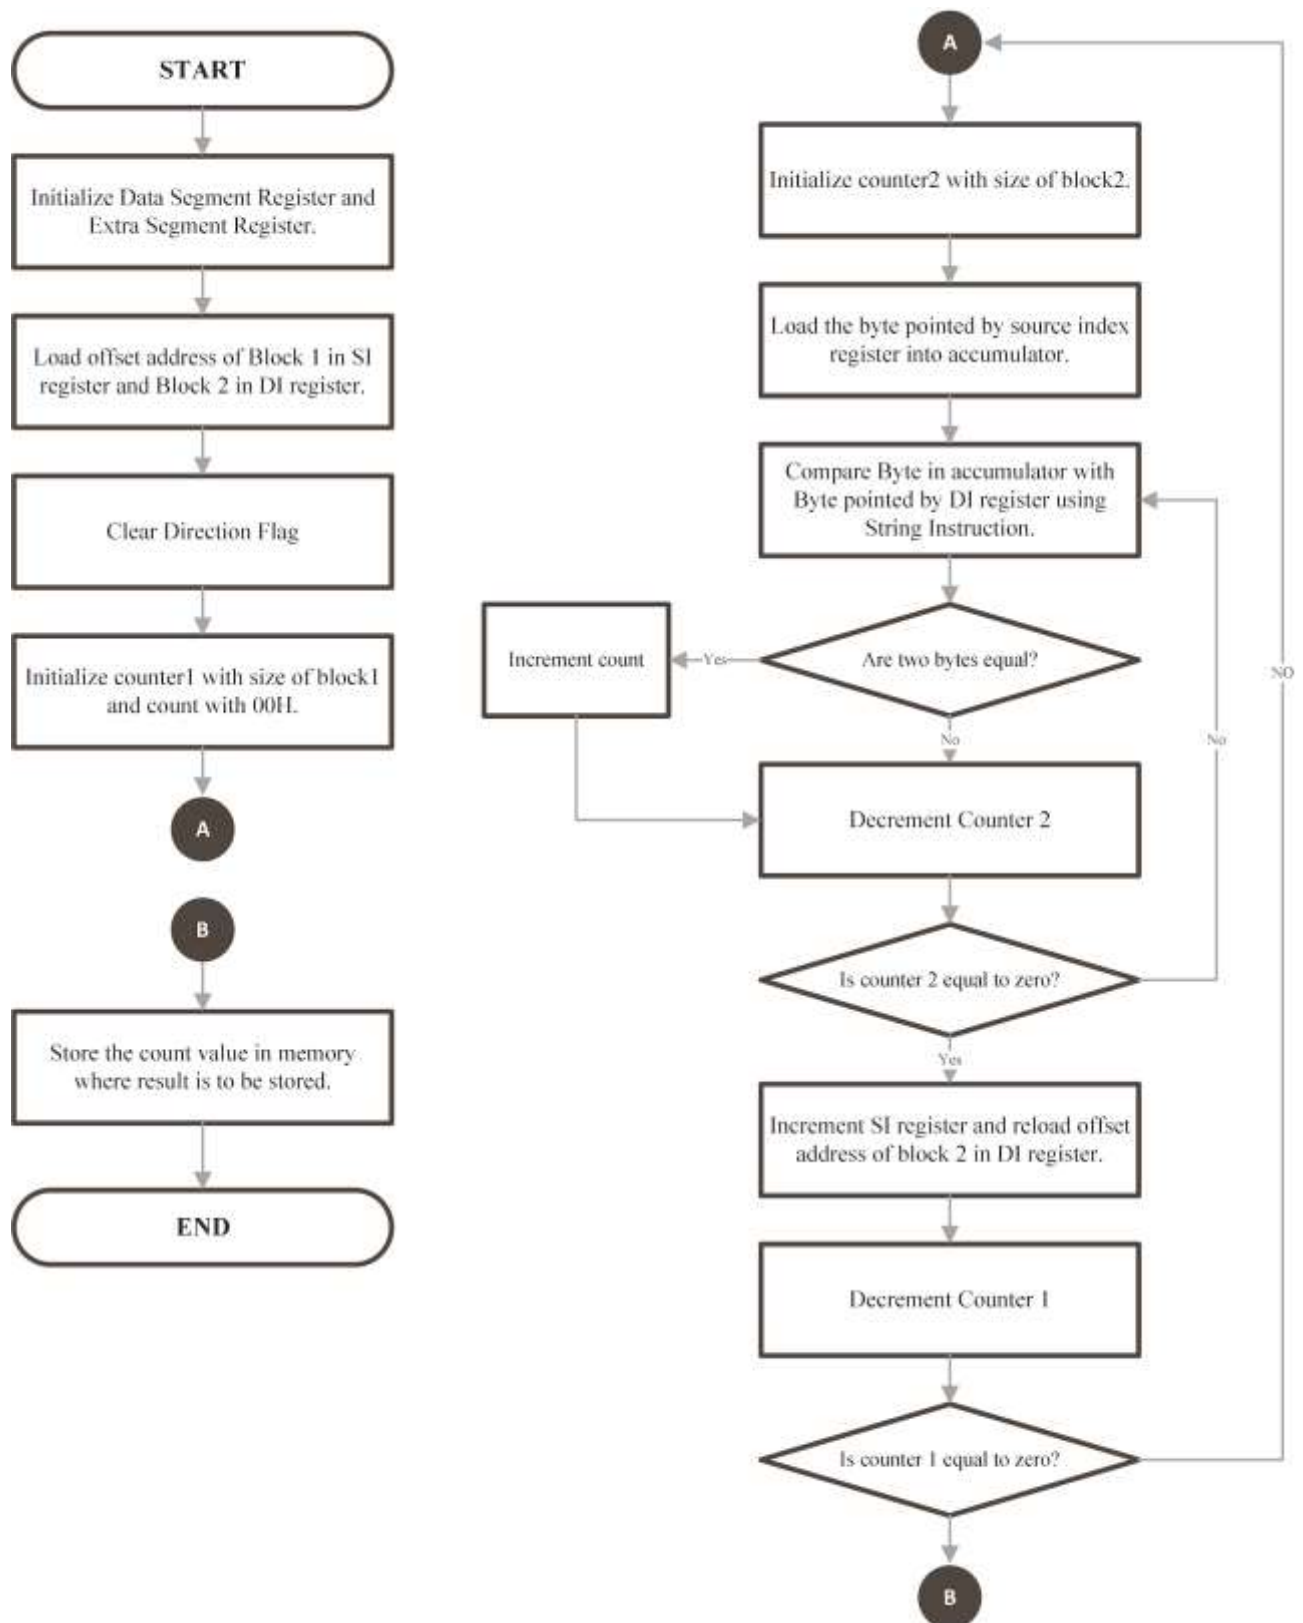 START
Initialize Data Segment Register and
Extra Segment Register.
Load offset address of Block 1 in SI
register and Block 2 in DI register.
Clear Direction Flag
Initialize counter1 with size of block1
and count with 00H.
A
B
Store the count value in memory
where result is to be stored.
END
A
Initialize counter2 with size of block2.
Load the byte pointed by source index
register into accumulator.
Compare Byte in accumulator with
Byte pointed by DI register using
String Instruction.
Increment count
Yes
Are two bytes equal?
NO
No
No
Decrement Counter 2
Is counter 2 equal to zero?
Yes
Increment SI register and reload offset
address of block 2 in DI register.
Decrement Counter 1
Is counter 1 equal to zero?
B